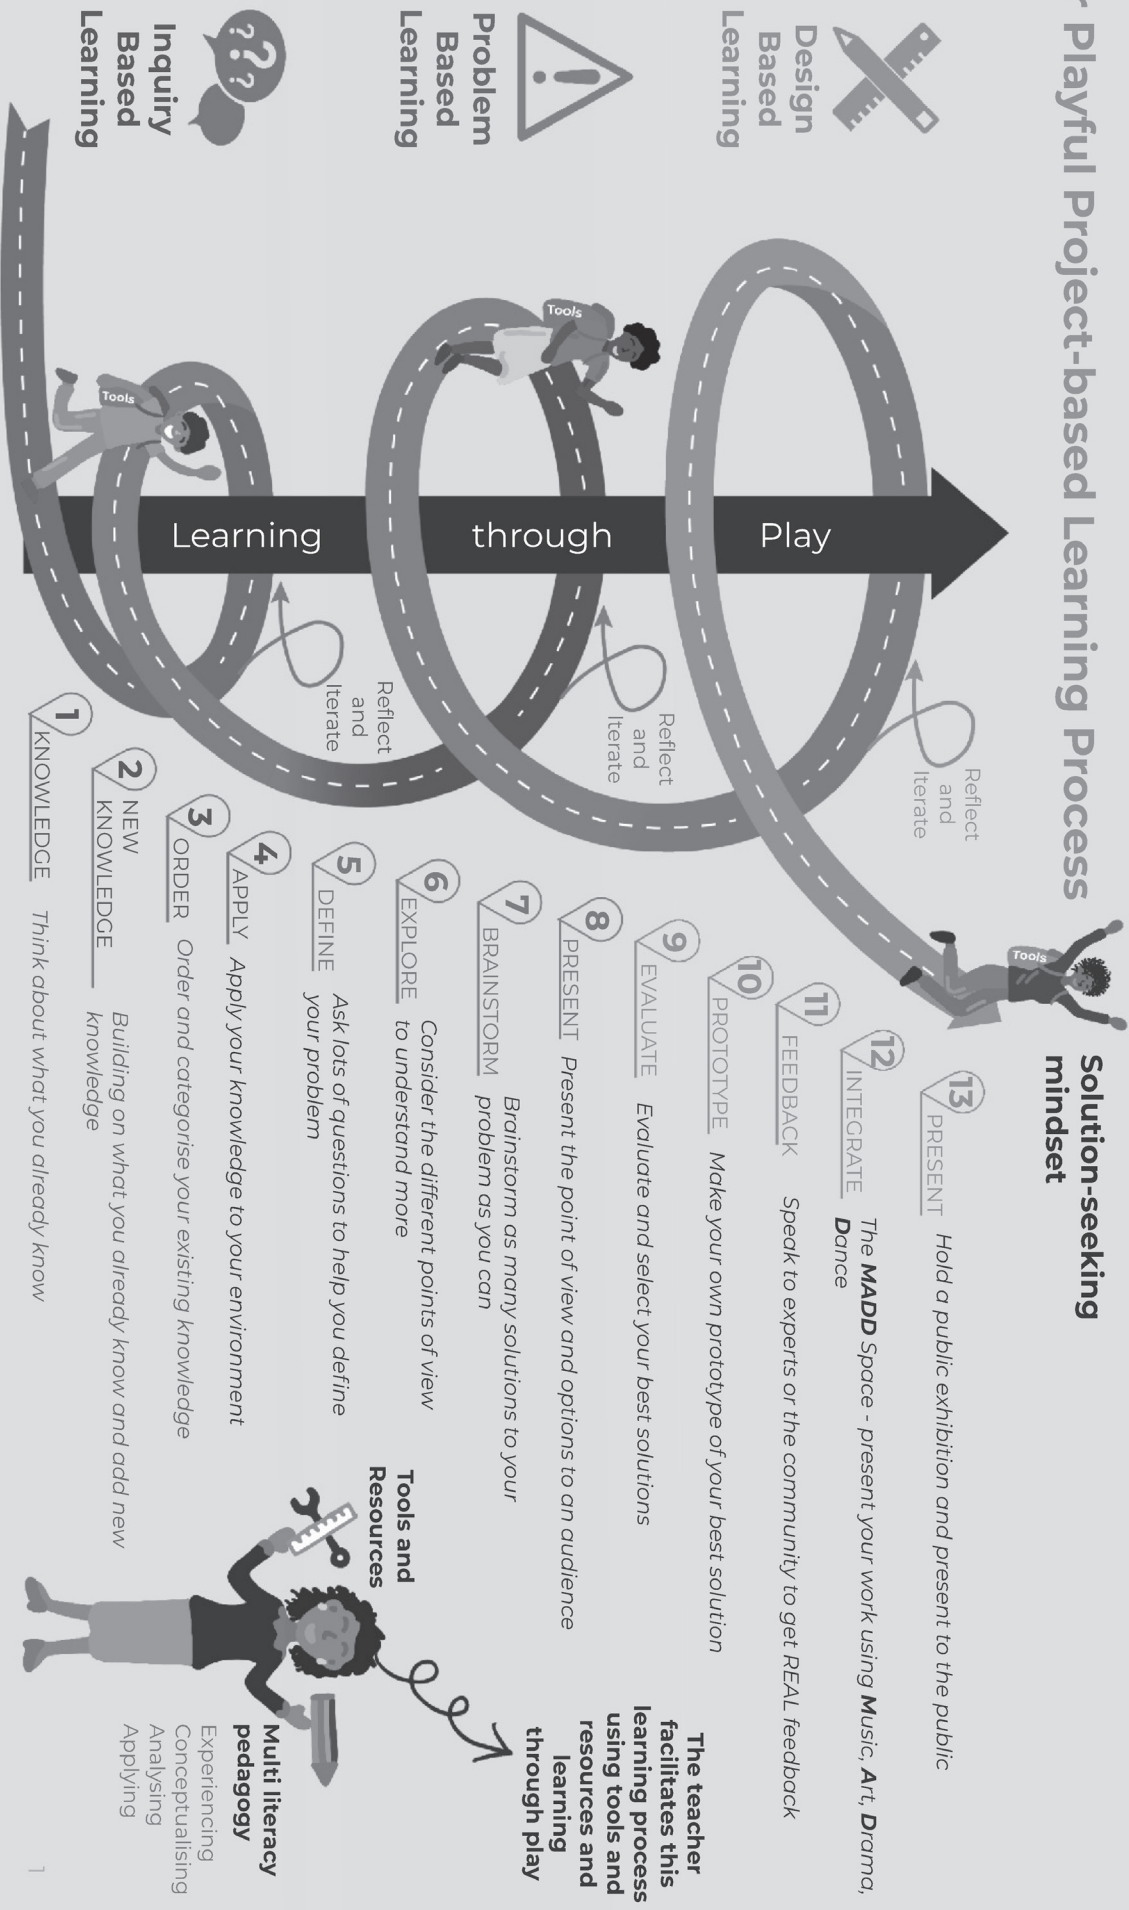 r Playful Project-based Learning Process
Design
Based
Learning
Problem
Based
Learning
Inquiry
Based
Learning
Tools
Tools
Tools
Learning through Play
Reflect
and
Iterate
Reflect
and
Iterate
Reflect
and
Iterate
Solution-seeking
mindset
13 PRESENT Hold a public exhibition and present to the public
12 INTEGRATE The MADD Space - present your work using Music, Art, Drama,
Dance
11 FEEDBACK Speak to experts or the community to get REAL feedback
10 PROTOTYPE Make your own prototype of your best solution
9 EVALUATE Evaluate and select your best solutions
8 PRESENT Present the point of view and options to an audience
7 BRAINSTORM Brainstorm as many solutions to your
problem as you can
6 EXPLORE Consider the different points of view
to understand more
5 DEFINE Ask lots of questions to help you define
your problem
4 APPLY Apply your knowledge to your environment
3 ORDER Order and categorise your existing knowledge
2 NEW
KNOWLEDGE Building on what you already know and add new
knowledge
1 KNOWLEDGE Think about what you already know
The teacher
facilitates this
learning process
using tools and
resources and
learning
through play
Tools and
Resources
Multi literacy
pedagogy
Experiencing
Conceptualising
Analysing
Applying
1